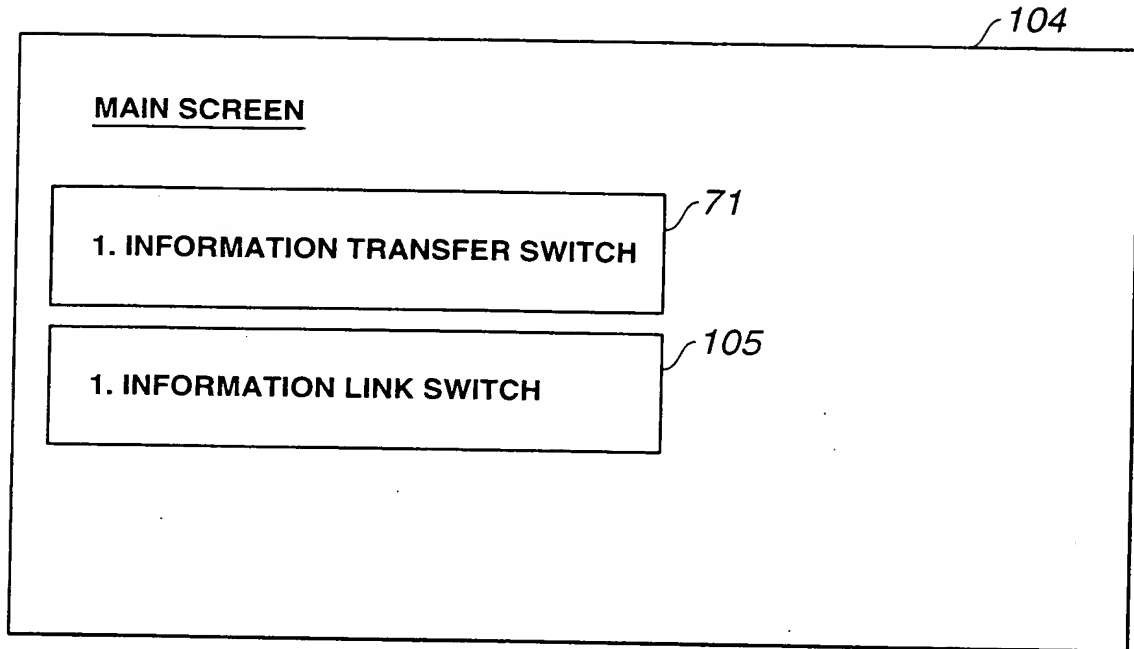 104
MAIN SCREEN
71
1. INFORMATION TRANSFER SWITCH
105
1. INFORMATION LINK SWITCH